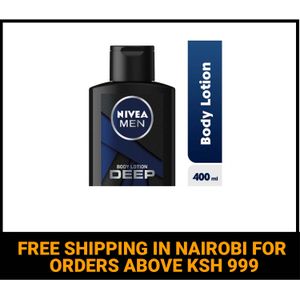 NIVEA
MEN
BODY LOTION
DEEP
Body Lotion
400 ml
FREE SHIPPING IN NAIROBI FOR
ORDERS ABOVE KSH 999